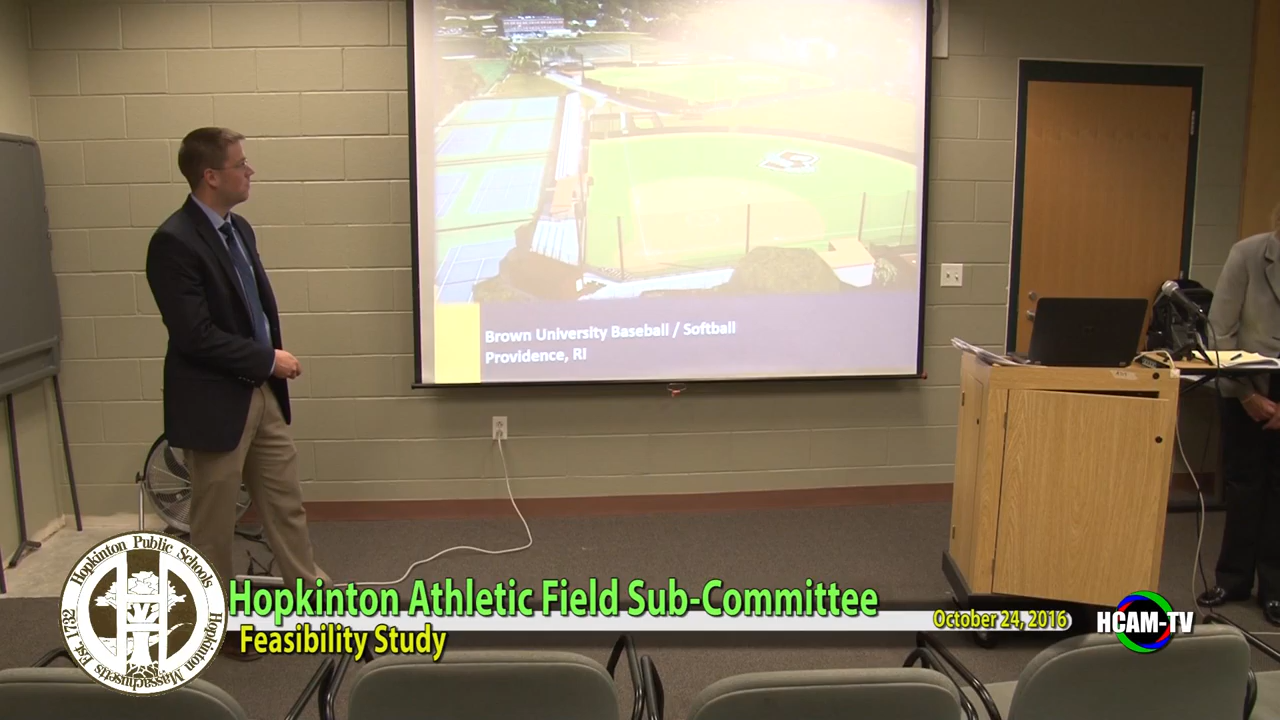 Brown University Baseball / Softball
Providence, RI
Hopkinton Public Schools
Hopkinton, Massachusetts
Est. 1732
H
Hopkinton Athletic Field Sub-Committee
Feasibility Study
October 24, 2016
HCAM-TV